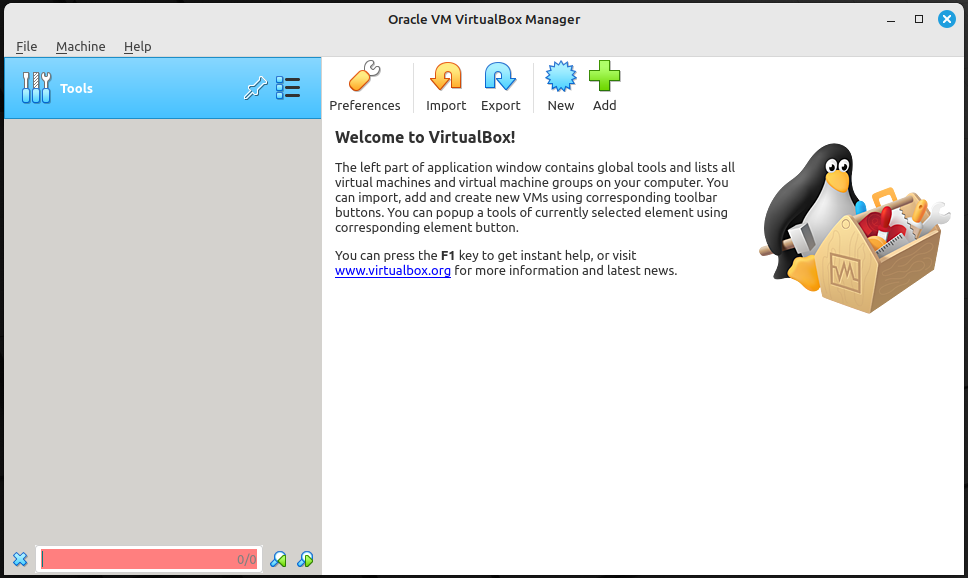 Oracle VM VirtualBox Manager
File Machine Help
Tools
Preferences Import Export New Add
Welcome to VirtualBox!
The left part of application window contains global tools and lists all
virtual machines and virtual machine groups on your computer. You
can import, add and create new VMs using corresponding toolbar
buttons. You can popup a tools of currently selected element using
corresponding element button.
You can press the F1 key to get instant help, or visit
www.virtualbox.org for more information and latest news.
0/0